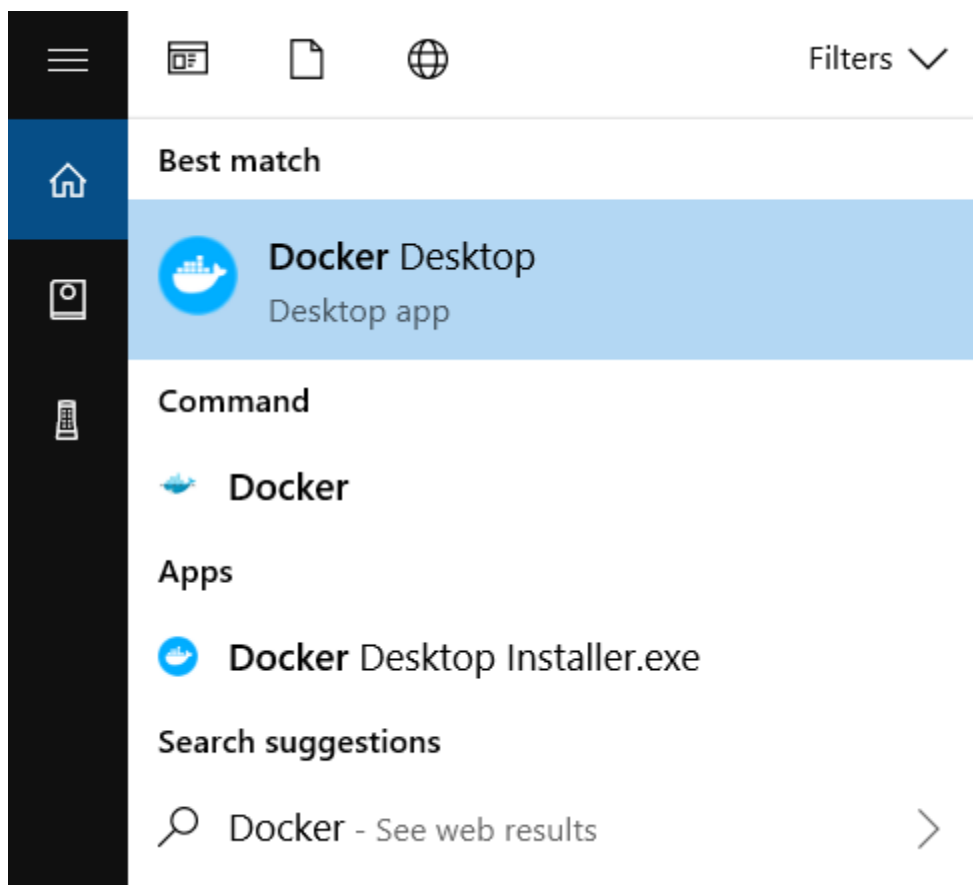 Filters
Best match
Docker Desktop
Desktop app
Command
Docker
Apps
Docker Desktop Installer.exe
Search suggestions
Docker - See web results